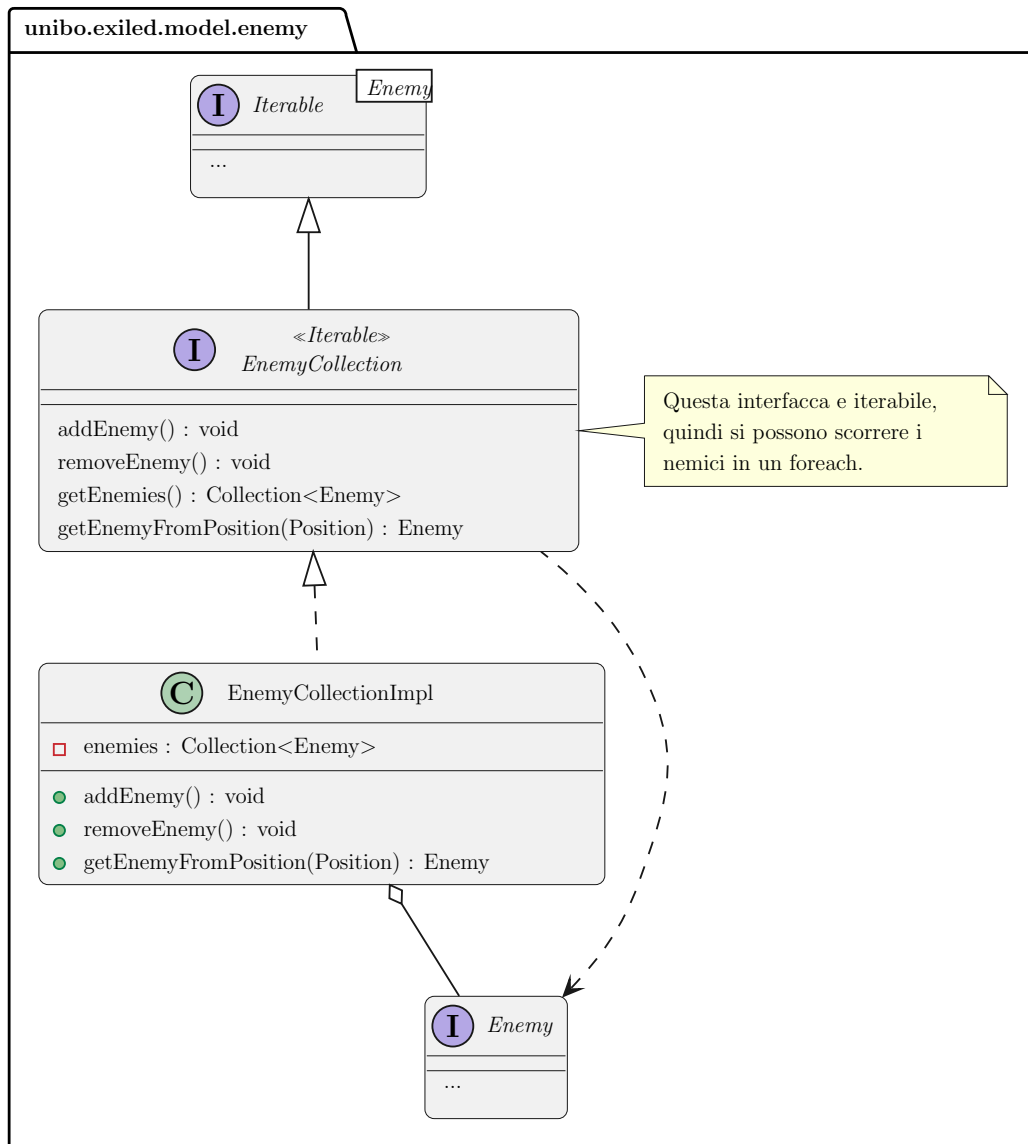 unibo.exiled.model.enemy
Enemy
I Iterable
...
«Iterable»
I EnemyCollection
addEnemy() : void
removeEnemy() : void
getEnemies() : Collection<Enemy>
getEnemyFromPosition(Position) : Enemy
Questa interfacca e iterabile,
quindi si possono scorrere i
nemici in un foreach.
C EnemyCollectionImpl
enemies : Collection<Enemy>
addEnemy() : void
removeEnemy() : void
getEnemyFromPosition(Position) : Enemy
I Enemy
...